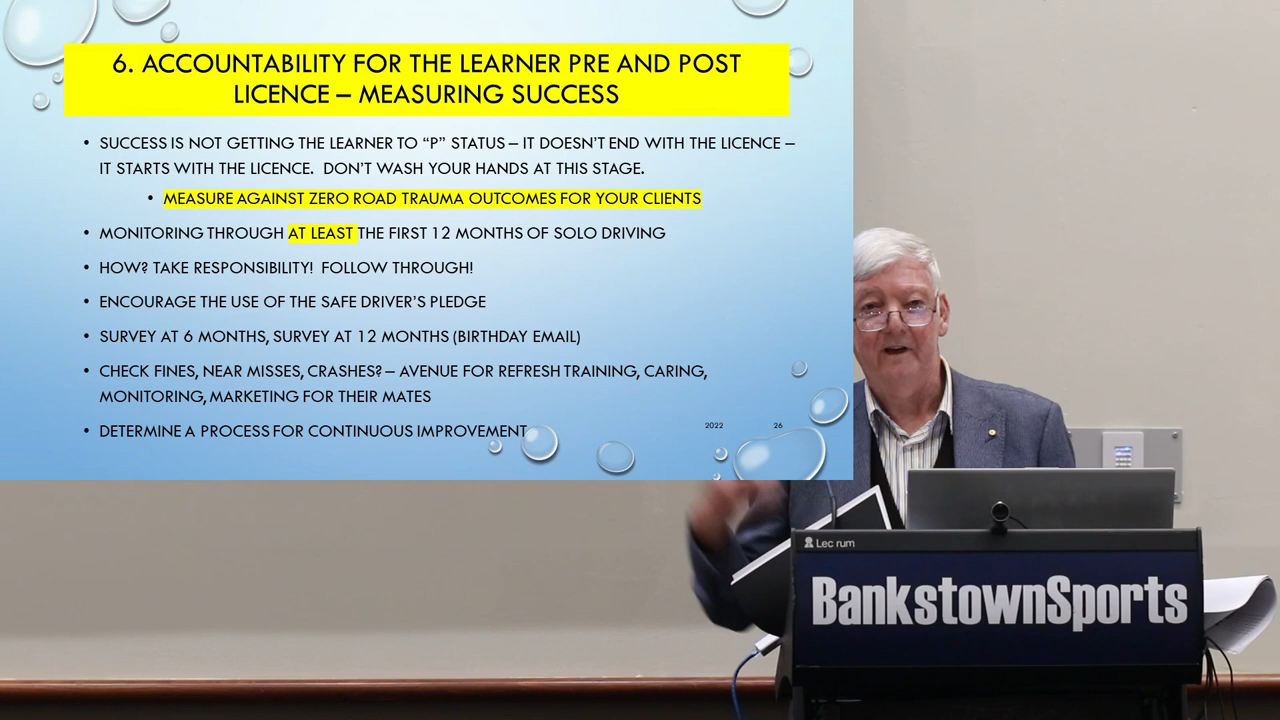 6. ACCOUNTABILITY FOR THE LEARNER PRE AND POST
LICENCE – MEASURING SUCCESS
• SUCCESS IS NOT GETTING THE LEARNER TO “P” STATUS – IT DOESN’T END WITH THE LICENCE –
IT STARTS WITH THE LICENCE. DON’T WASH YOUR HANDS AT THIS STAGE.
• MEASURE AGAINST ZERO ROAD TRAUMA OUTCOMES FOR YOUR CLIENTS
• MONITORING THROUGH AT LEAST THE FIRST 12 MONTHS OF SOLO DRIVING
• HOW? TAKE RESPONSIBILITY! FOLLOW THROUGH!
• ENCOURAGE THE USE OF THE SAFE DRIVER’S PLEDGE
• SURVEY AT 6 MONTHS, SURVEY AT 12 MONTHS (BIRTHDAY EMAIL)
• CHECK FINES, NEAR MISSES, CRASHES? – AVENUE FOR REFRESH TRAINING, CARING,
MONITORING, MARKETING FOR THEIR MATES
• DETERMINE A PROCESS FOR CONTINUOUS IMPROVEMENT
2022 26
Lec rum
BankstownSports